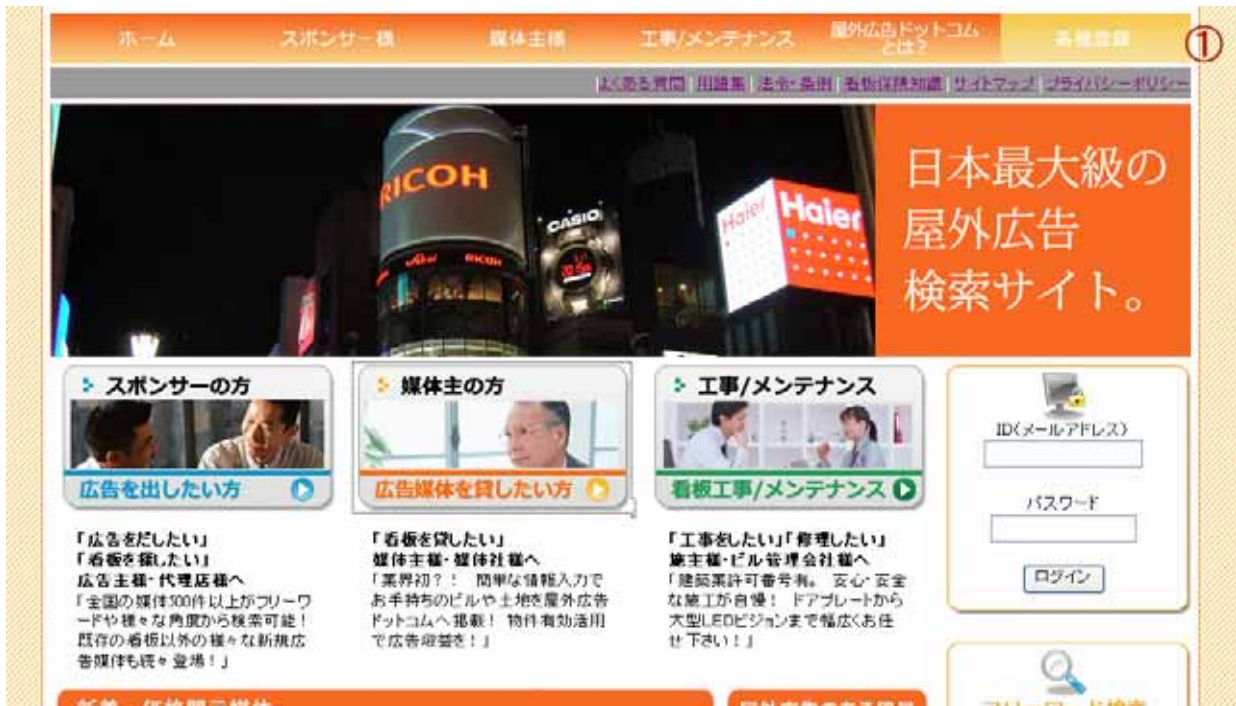 ホーム スポンサー様 媒体主様 工事/メンテナンス 屋外広告ドットコム
とは? 各種登録 ①
|よくある質問|用語集|法令・条例|看板保険知識|サイトマップ|プライバシーポリシー
RICOH
CASIO
Haier Haier
RICOH
日本最大級の
屋外広告
検索サイト。
スポンサーの方
広告を出したい方
「広告をだしたい」
「看板を探したい」
広告主様・代理店様へ
「全国の媒体500件以上がフリーワ
ードや様々な角度から検索可能!
既存の看板以外の様々な新規広
告媒体も続々登場!」
媒体主の方
広告媒体を貸したい方
「看板を貸したい」
媒体主様・媒体社様へ
「業界初?! 簡単な情報入力で
お手持ちのビルや土地を屋外広告
ドットコムへ掲載! 物件有効活用
で広告収益を!」
工事/メンテナンス
看板工事/メンテナンス
「工事をしたい」「修理したい」
施主様・ビル管理会社様へ
「建築業許可番号有。 安心・安全
な施工が自慢! ドアプレートから
大型LEDビジョンまで幅広くお任
せ下さい!」
ID(メールアドレス)
パスワード
ログイン